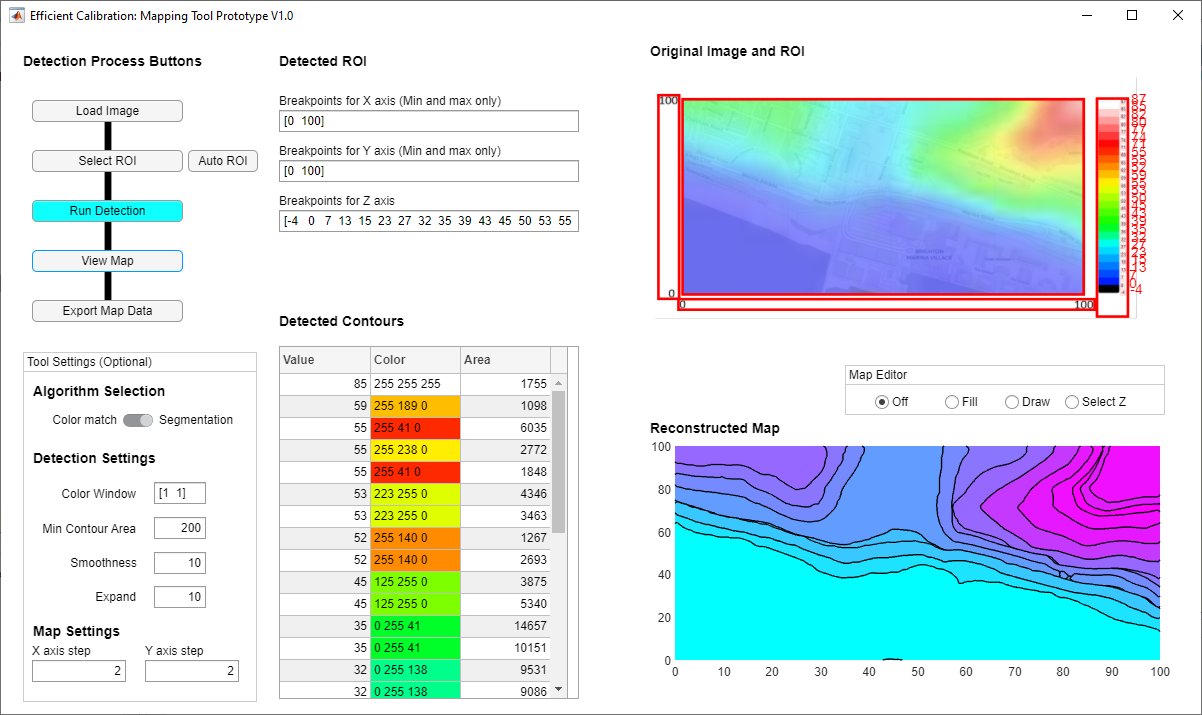 Efficient Calibration: Mapping Tool Prototype V1.0
Detection Process Buttons
Load Image
Select ROI
Auto ROI
Run Detection
View Map
Export Map Data
Tool Settings (Optional)
Algorithm Selection
Color match
Segmentation
Detection Settings
Color Window
[1 1]
Min Contour Area
200
Smoothness
10
Expand
10
Map Settings
X axis step
Y axis step
2
2
Detected ROI
Breakpoints for X axis (Min and max only)
[0 100]
Breakpoints for Y axis (Min and max only)
[0 100]
Breakpoints for Z axis
[-4 0 7 13 15 23 27 32 35 39 43 45 50 53 55
Detected Contours
Value Color Area
85 255 255 255 1755
59 255 189 0 1098
55 255 41 0 6035
55 255 238 0 2772
55 255 41 0 1848
53 223 255 0 4346
53 223 255 0 3463
52 255 140 0 1267
52 255 140 0 2693
45 125 255 0 3875
45 125 255 0 5340
35 0 255 41 14657
35 0 255 41 10151
32 0 255 138 9531
32 0 255 138 9086
Original Image and ROI
100
0
0
100
87
85
82
80
77
74
71
55
13
0
-4
Map Editor
Off
Fill
Draw
Select Z
Reconstructed Map
100
80
60
40
20
0
0 10 20 30 40 50 60 70 80 90 100